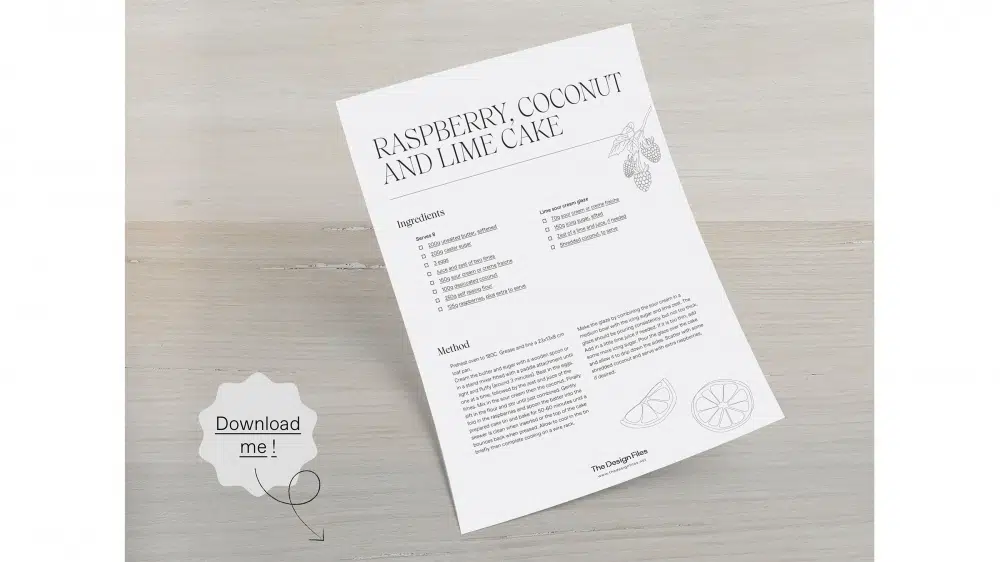 RASPBERRY, COCONUT
AND LIME CAKE
Ingredients
Serves 8
200g unsalted butter, softened
200g caster sugar
3 eggs
Juice and zest of two limes
160g sour cream or creme fraiche
100g desiccated coconut
250g self raising flour
125g raspberries, plus extra to serve
Lime sour cream glaze
70g sour cream or creme fraiche
150g icing sugar, sifted
Zest of a lime and juice, if needed
Shredded coconut, to serve
Method
Preheat oven to 180C. Grease and line a 23x13x8 cm
loaf pan.
Cream the butter and sugar with a wooden spoon or
in a stand mixer fitted with a paddle attachment until
light and fluffy (around 3 minutes). Beat in the eggs
one at a time, followed by the zest and juice of the
limes. Mix in the sour cream then the coconut. Finally
sift in the flour and stir until just combined. Gently
fold in the raspberries and spoon the batter into the
prepared cake tin and bake for 50-60 minutes until a
skewer is clean when inserted or the top of the cake
bounces back when pressed. Allow to cool in the tin
briefly then complete cooling on a wire rack.
Make the glaze by combining the sour cream in a
medium bowl with the icing sugar and lime zest. The
glaze should be pouring consistency, but not too thick.
Add in a little lime juice if needed. If it is too thin, add
some more icing sugar. Pour the glaze over the cake
and allow it to drip down the sides. Scatter with some
shredded coconut and serve with extra raspberries,
if desired.
The Design Files
www.thedesignfiles.net
Download
me !